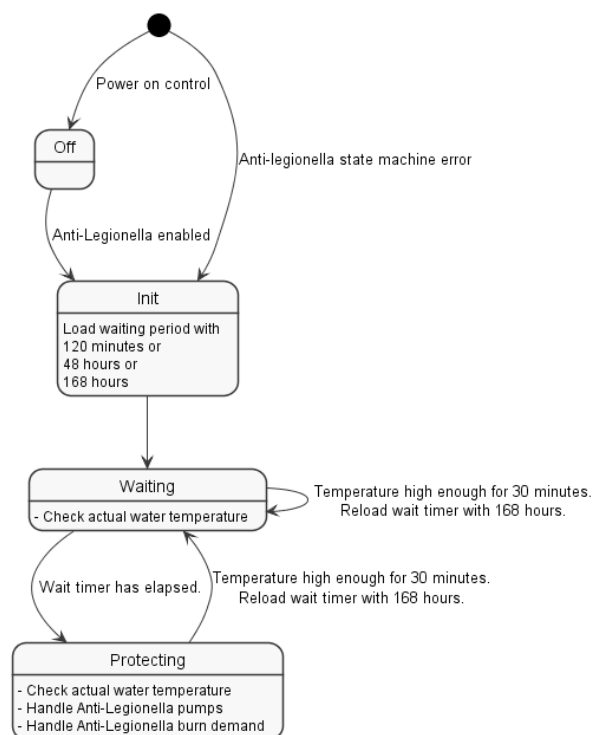 Power on control
Off
Anti-legionella state machine error
Anti-Legionella enabled
Init
Load waiting period with
120 minutes or
48 hours or
168 hours
Waiting
- Check actual water temperature
Temperature high enough for 30 minutes.
Reload wait timer with 168 hours.
Wait timer has elapsed.
Temperature high enough for 30 minutes.
Reload wait timer with 168 hours.
Protecting
- Check actual water temperature
- Handle Anti-Legionella pumps
- Handle Anti-Legionella burn demand